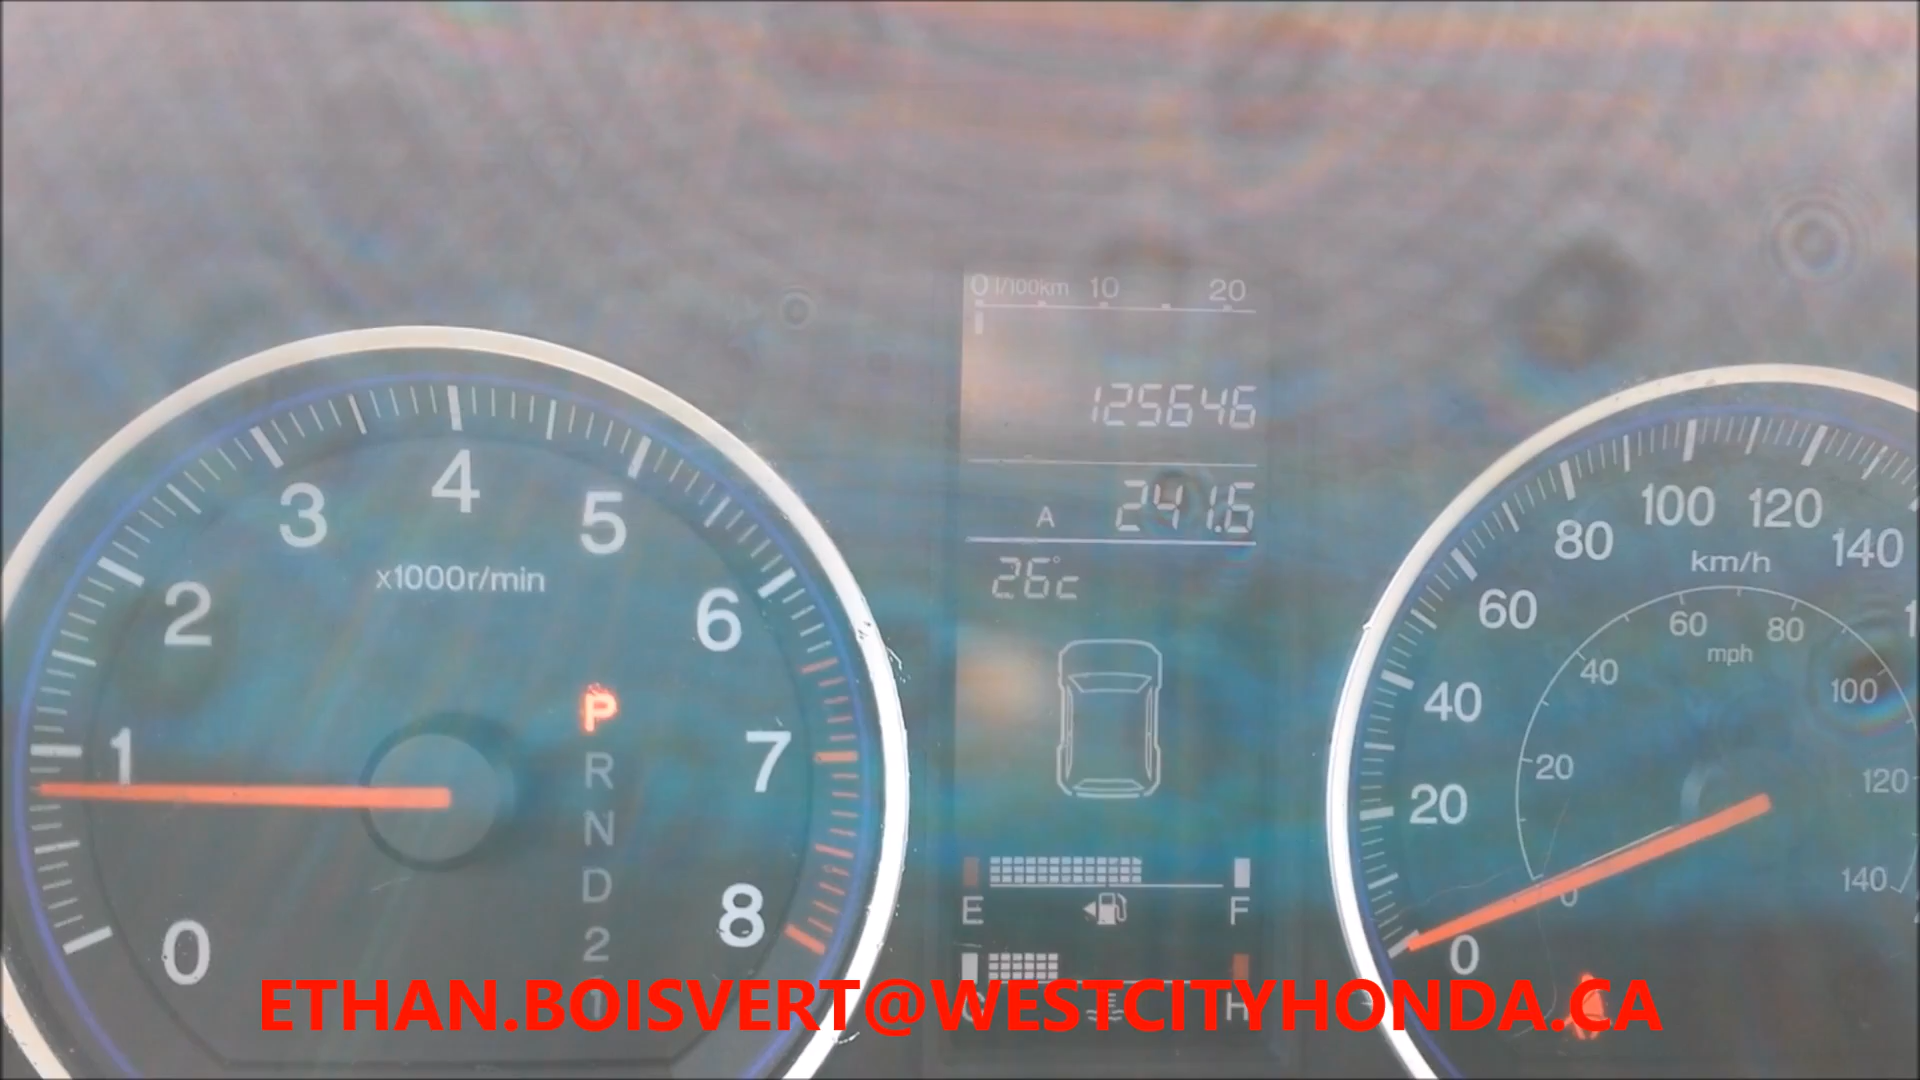 0 l/100km 10 20
125646
A 241.6
26°c
0 1 2 3 4 5 6 7 8
x1000r/min
P
R
N
D
2
1
E F
C H
0 20 40 60 80 100 120 140
km/h
0 20 40 60 80 100 120 140
mph
ETHAN.BOISVERT@WESTCITYHONDA.CA